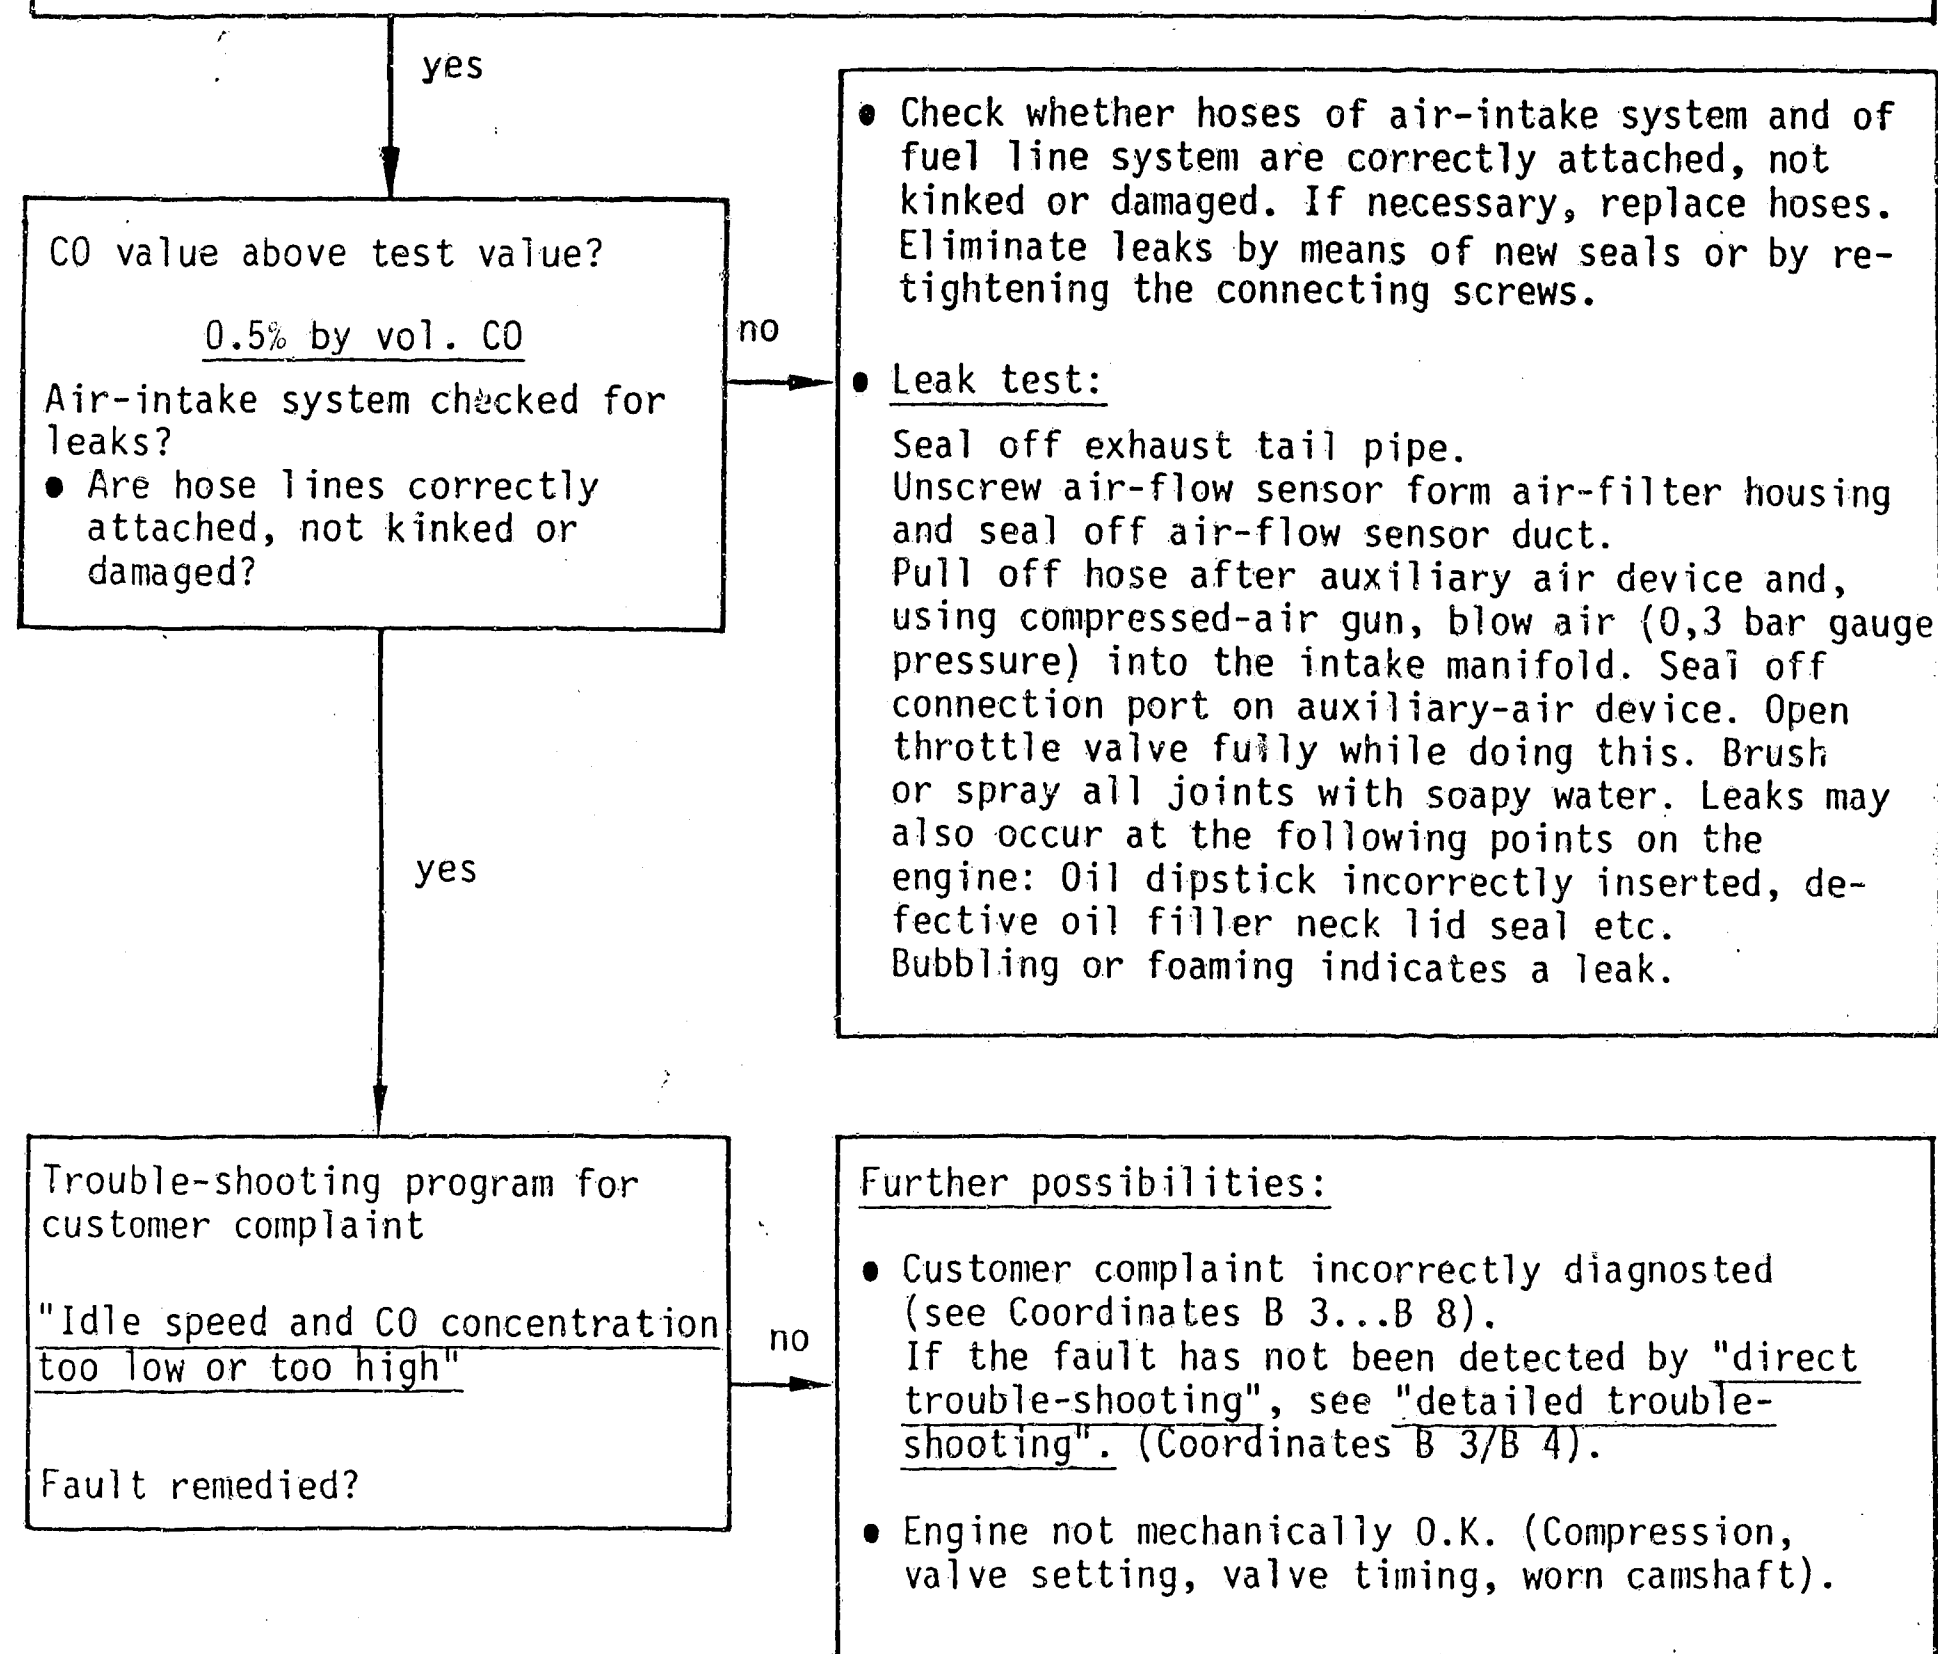 yes
CO value above test value?
0.5% by vol. CO
Air-intake system checked for
leaks?
● Are hose lines correctly
attached, not kinked or
damaged?
no
● Check whether hoses of air-intake system and of
fuel line system are correctly attached, not
kinked or damaged. If necessary, replace hoses.
Eliminate leaks by means of new seals or by re-
tightening the connecting screws.
● Leak test:
Seal off exhaust tail pipe.
Unscrew air-flow sensor form air-filter housing
and seal off air-flow sensor duct.
Pull off hose after auxiliary air device and,
using compressed-air gun, blow air (0,3 bar gauge
pressure) into the intake manifold. Seal off
connection port on auxiliary-air device. Open
throttle valve fully while doing this. Brush
or spray all joints with soapy water. Leaks may
also occur at the following points on the
engine: Oil dipstick incorrectly inserted, de-
fective oil filler neck lid seal etc.
Bubbling or foaming indicates a leak.
yes
Trouble-shooting program for
customer complaint
"Idle speed and CO concentration
too low or too high"
Fault remedied?
no
Further possibilities:
● Customer complaint incorrectly diagnosted
(see Coordinates B 3...B 8).
If the fault has not been detected by "direct
trouble-shooting", see "detailed trouble-
shooting". (Coordinates B 3/B 4).
● Engine not mechanically O.K. (Compression,
valve setting, valve timing, worn camshaft).